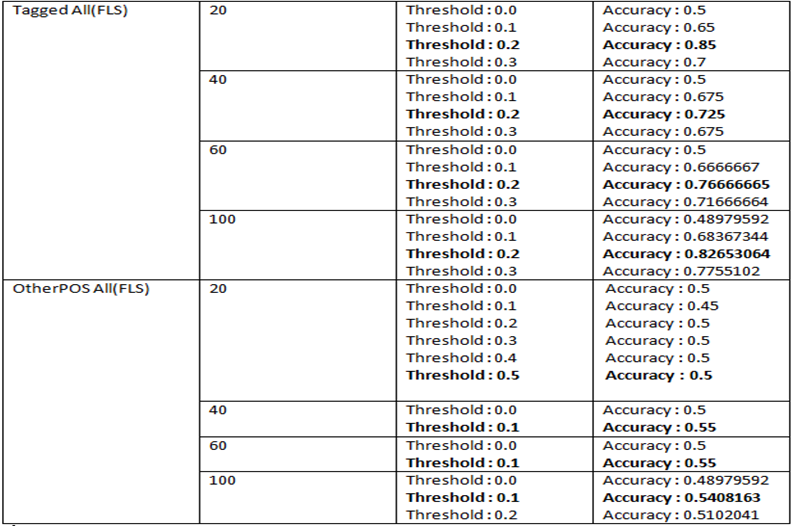 Tagged All(FLS) 20 Threshold : 0.0 Accuracy : 0.5
Threshold : 0.1 Accuracy : 0.65
Threshold : 0.2 Accuracy : 0.85
Threshold : 0.3 Accuracy : 0.7
40 Threshold : 0.0 Accuracy : 0.5
Threshold : 0.1 Accuracy : 0.675
Threshold : 0.2 Accuracy : 0.725
Threshold : 0.3 Accuracy : 0.675
60 Threshold : 0.0 Accuracy : 0.5
Threshold : 0.1 Accuracy : 0.6666667
Threshold : 0.2 Accuracy : 0.76666665
Threshold : 0.3 Accuracy : 0.71666664
100 Threshold : 0.0 Accuracy : 0.48979592
Threshold : 0.1 Accuracy : 0.68367344
Threshold : 0.2 Accuracy : 0.82653064
Threshold : 0.3 Accuracy : 0.7755102
OtherPOS All(FLS) 20 Threshold : 0.0 Accuracy : 0.5
Threshold : 0.1 Accuracy : 0.45
Threshold : 0.2 Accuracy : 0.5
Threshold : 0.3 Accuracy : 0.5
Threshold : 0.4 Accuracy : 0.5
Threshold : 0.5 Accuracy : 0.5
40 Threshold : 0.0 Accuracy : 0.5
Threshold : 0.1 Accuracy : 0.55
60 Threshold : 0.0 Accuracy : 0.5
Threshold : 0.1 Accuracy : 0.55
100 Threshold : 0.0 Accuracy : 0.48979592
Threshold : 0.1 Accuracy : 0.5408163
Threshold : 0.2 Accuracy : 0.5102041